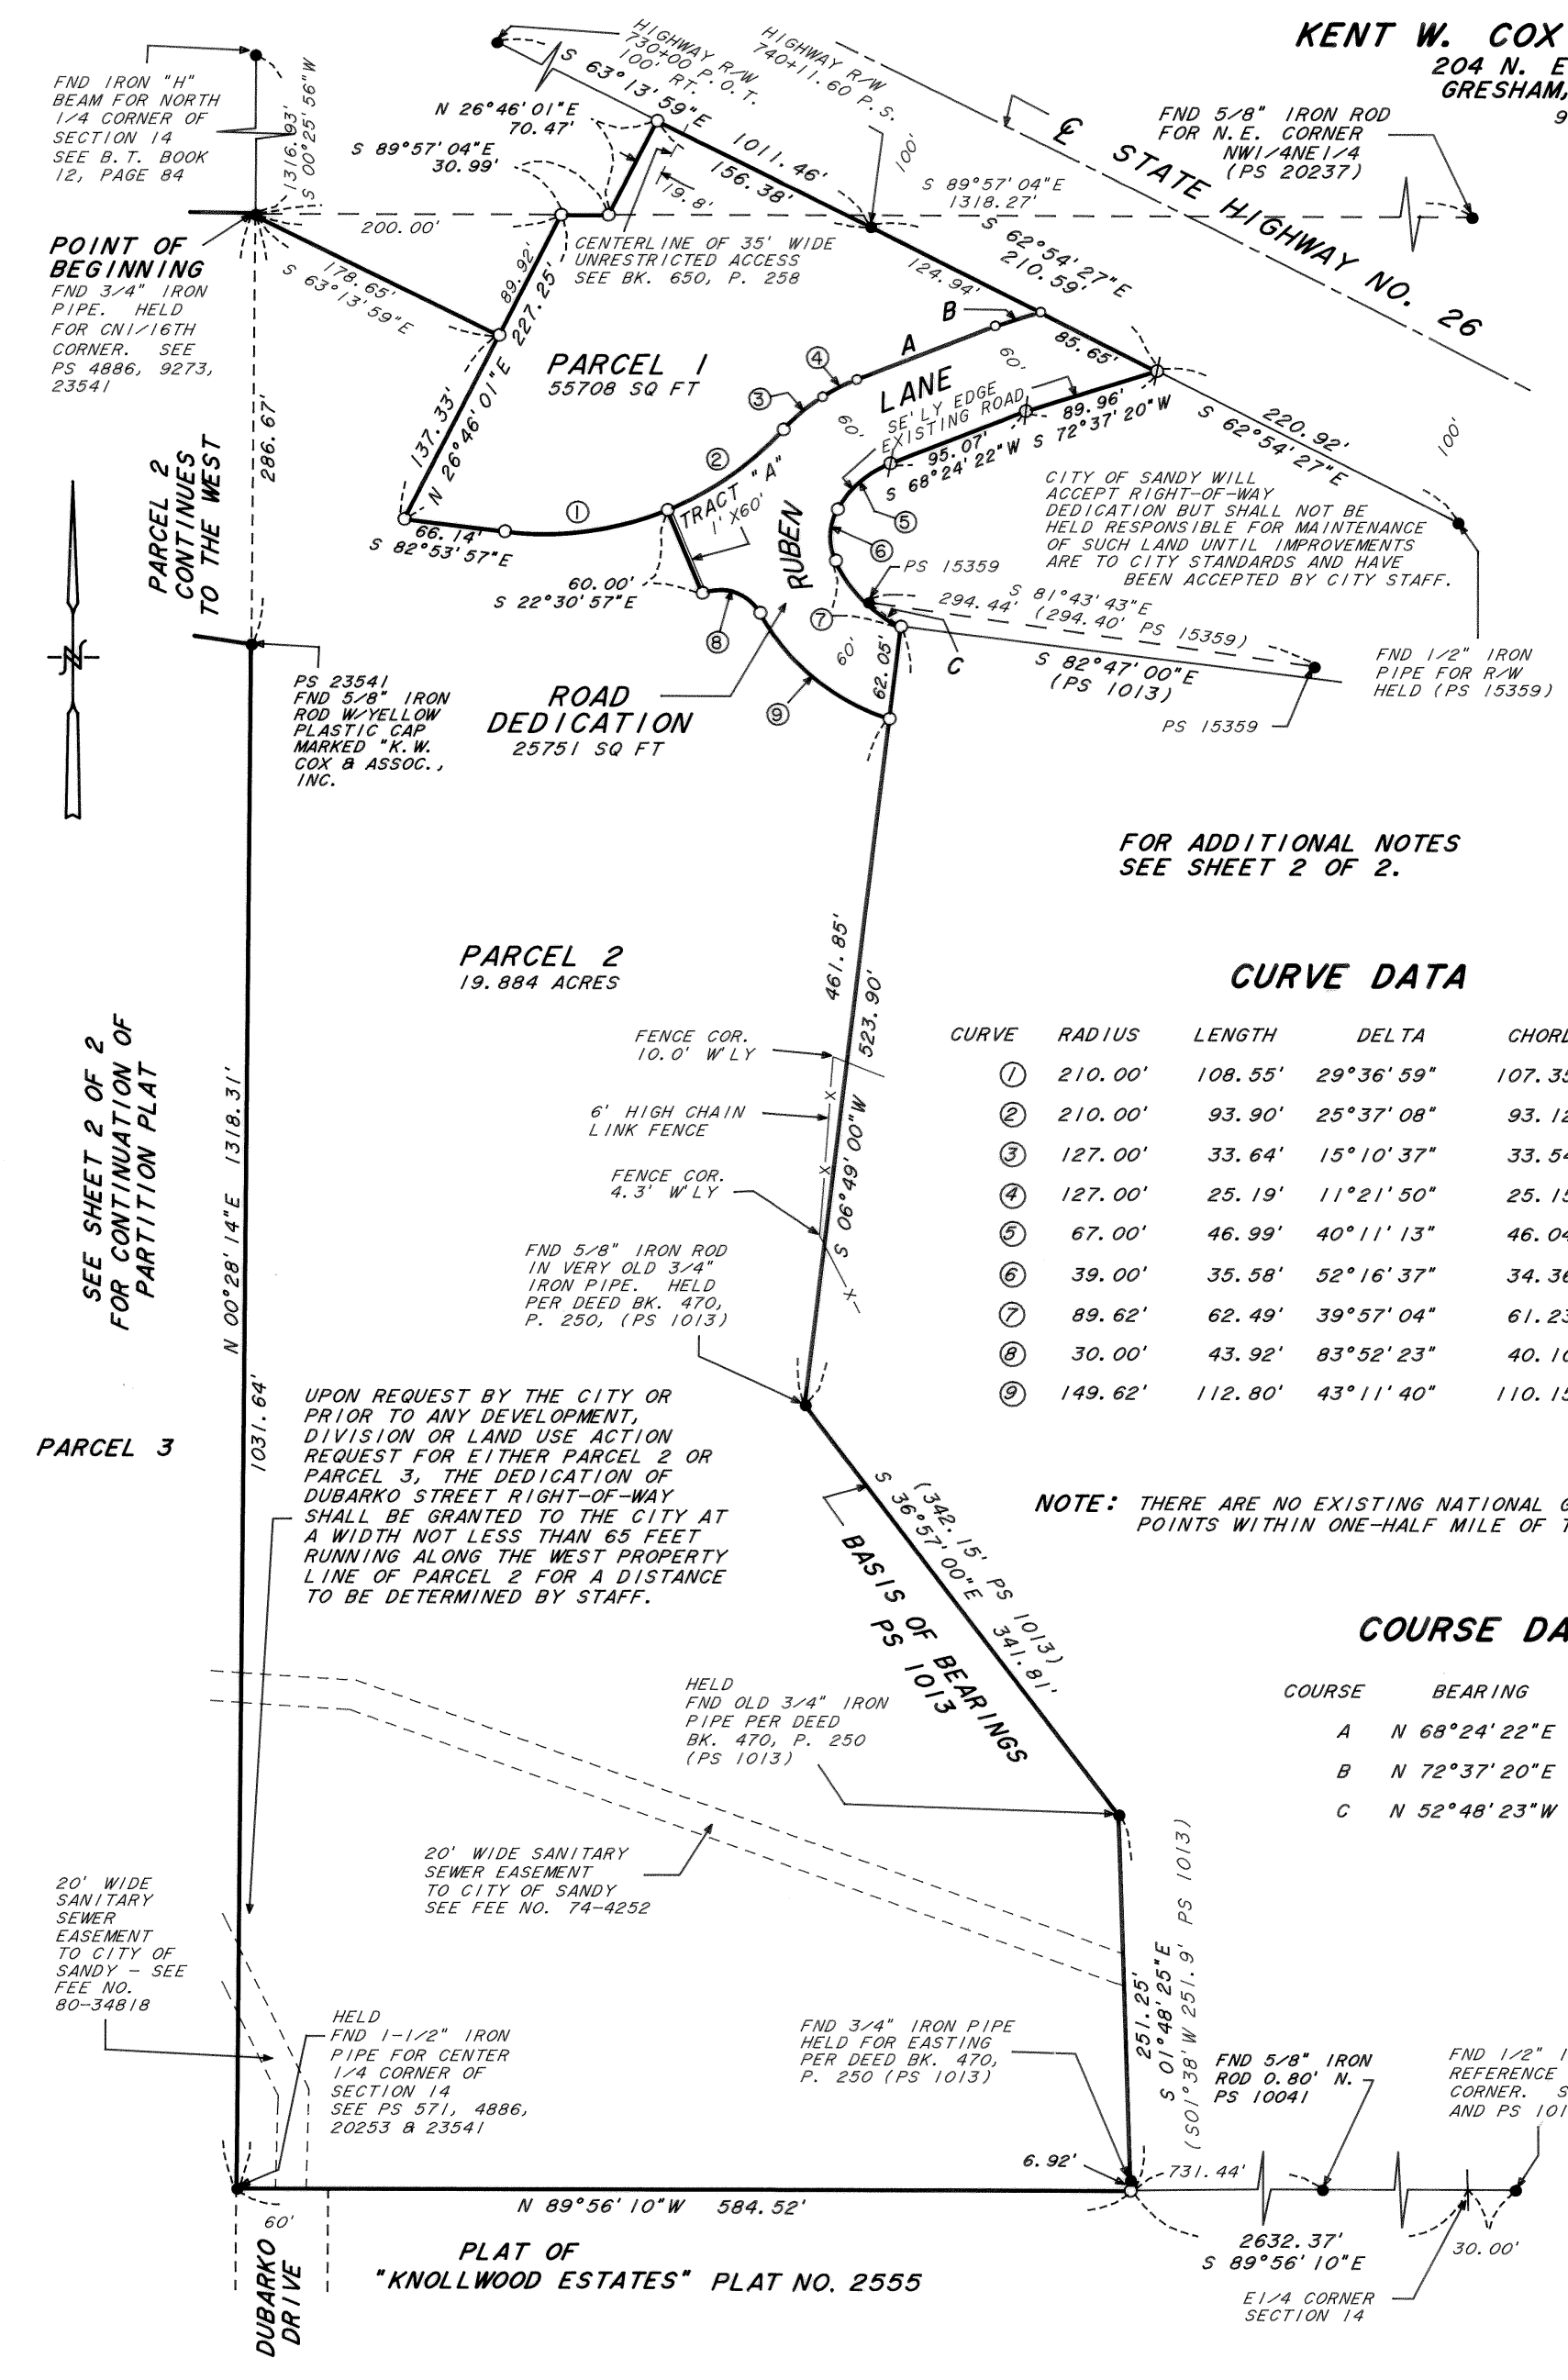 KENT W. COX
204 N. E
GRESHAM,
9
FND IRON "H"
BEAM FOR NORTH
1/4 CORNER OF
SECTION 14
SEE B.T. BOOK
12, PAGE 84
1316.93'
S 00°25'56"W
HIGHWAY R/W
730+00 P.O.T.
100' RT.
HIGHWAY R/W
740+11.60 P.S.
100'
S 63°13'59"E
1011.46'
156.38'
N 26°46'01"E
70.47'
S 89°57'04"E
30.99'
19.8'
FND 5/8" IRON ROD
FOR N.E. CORNER
NW1/4NE1/4
(PS 20237)
S 89°57'04"E
1318.27'
STATE HIGHWAY NO. 26
POINT OF
BEGINNING
FND 3/4" IRON
PIPE. HELD
FOR CN1/16TH
CORNER. SEE
PS 4886, 9273,
23541
200.00'
178.65'
S 63°13'59"E
CENTERLINE OF 35' WIDE
UNRESTRICTED ACCESS
SEE BK. 650, P. 258
89.92'
227.25'
137.33'
N 26°46'01"E
124.94'
S 62°54'27"E
210.59'
85.65'
220.92'
S 62°54'27"E
100'
PARCEL 1
55708 SQ FT
A
B
1
2
3
4
60'
60'
RUBEN
LANE
SE'LY EDGE
EXISTING ROAD
89.96'
S 72°37'20"W
95.07'
S 68°24'22"W
PARCEL 2
CONTINUES
TO THE WEST
286.67'
66.14'
S 82°53'57"E
TRACT "A"
1'X60'
60.00'
S 22°30'57"E
5
6
7
8
9
CITY OF SANDY WILL
ACCEPT RIGHT-OF-WAY
DEDICATION BUT SHALL NOT BE
HELD RESPONSIBLE FOR MAINTENANCE
OF SUCH LAND UNTIL IMPROVEMENTS
ARE TO CITY STANDARDS AND HAVE
BEEN ACCEPTED BY CITY STAFF.
PS 15359
S 81°43'43"E
294.44' (294.40' PS 15359)
S 82°47'00"E
(PS 1013)
PS 15359
FND 1/2" IRON
PIPE FOR R/W
HELD (PS 15359)
60'
62.05'
C
ROAD
DEDICATION
25751 SQ FT
PS 23541
FND 5/8" IRON
ROD W/YELLOW
PLASTIC CAP
MARKED "K.W.
COX & ASSOC.,
INC.
FOR ADDITIONAL NOTES
SEE SHEET 2 OF 2.
PARCEL 2
19.884 ACRES
461.85'
523.90'
S 06°49'00"W
FENCE COR.
10.0' W'LY
6' HIGH CHAIN
LINK FENCE
FENCE COR.
4.3' W'LY
X
X
X
FND 5/8" IRON ROD
IN VERY OLD 3/4"
IRON PIPE. HELD
PER DEED BK. 470,
P. 250, (PS 1013)
CURVE DATA
CURVE RADIUS LENGTH DELTA CHORD
1 210.00' 108.55' 29°36'59" 107.35
2 210.00' 93.90' 25°37'08" 93.12
3 127.00' 33.64' 15°10'37" 33.54
4 127.00' 25.19' 11°21'50" 25.15
5 67.00' 46.99' 40°11'13" 46.04
6 39.00' 35.58' 52°16'37" 34.36
7 89.62' 62.49' 39°57'04" 61.23
8 30.00' 43.92' 83°52'23" 40.10
9 149.62' 112.80' 43°11'40" 110.15
SEE SHEET 2 OF 2
FOR CONTINUATION OF
PARTITION PLAT
N 00°28'14"E 1318.31'
1031.64'
PARCEL 3
UPON REQUEST BY THE CITY OR
PRIOR TO ANY DEVELOPMENT,
DIVISION OR LAND USE ACTION
REQUEST FOR EITHER PARCEL 2 OR
PARCEL 3, THE DEDICATION OF
DUBARKO STREET RIGHT-OF-WAY
SHALL BE GRANTED TO THE CITY AT
A WIDTH NOT LESS THAN 65 FEET
RUNNING ALONG THE WEST PROPERTY
LINE OF PARCEL 2 FOR A DISTANCE
TO BE DETERMINED BY STAFF.
(342.15' PS 1013)
S 36°57'00"E 341.81'
BASIS OF BEARINGS
PS 1013
NOTE: THERE ARE NO EXISTING NATIONAL G
POINTS WITHIN ONE-HALF MILE OF T
COURSE DA
COURSE BEARING
A N 68°24'22"E
B N 72°37'20"E
C N 52°48'23"W
HELD
FND OLD 3/4" IRON
PIPE PER DEED
BK. 470, P. 250
(PS 1013)
20' WIDE SANITARY
SEWER EASEMENT
TO CITY OF SANDY
SEE FEE NO. 74-4252
20' WIDE
SANITARY
SEWER
EASEMENT
TO CITY OF
SANDY - SEE
FEE NO.
80-34818
HELD
FND 1-1/2" IRON
PIPE FOR CENTER
1/4 CORNER OF
SECTION 14
SEE PS 571, 4886,
20253 & 23541
FND 3/4" IRON PIPE
HELD FOR EASTING
PER DEED BK. 470,
P. 250 (PS 1013)
251.25'
S 01°48'25"E
(S01°38'W 251.9' PS 1013)
FND 5/8" IRON
ROD 0.80' N.
PS 10041
FND 1/2" I
REFERENCE
CORNER. S
AND PS 101
6.92'
731.44'
N 89°56'10"W 584.52'
60'
2632.37'
S 89°56'10"E
30.00'
E1/4 CORNER
SECTION 14
DUBARKO
DRIVE
PLAT OF
"KNOLLWOOD ESTATES" PLAT NO. 2555